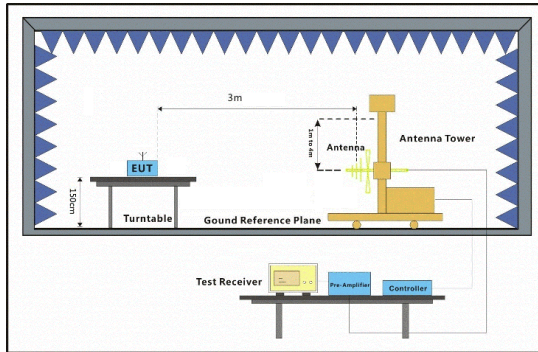 3m
1m to 4m
Antenna
Antenna Tower
EUT
150cm
Turntable
Gound Reference Plane
Test Receiver
Pre-Amplifier
Controller